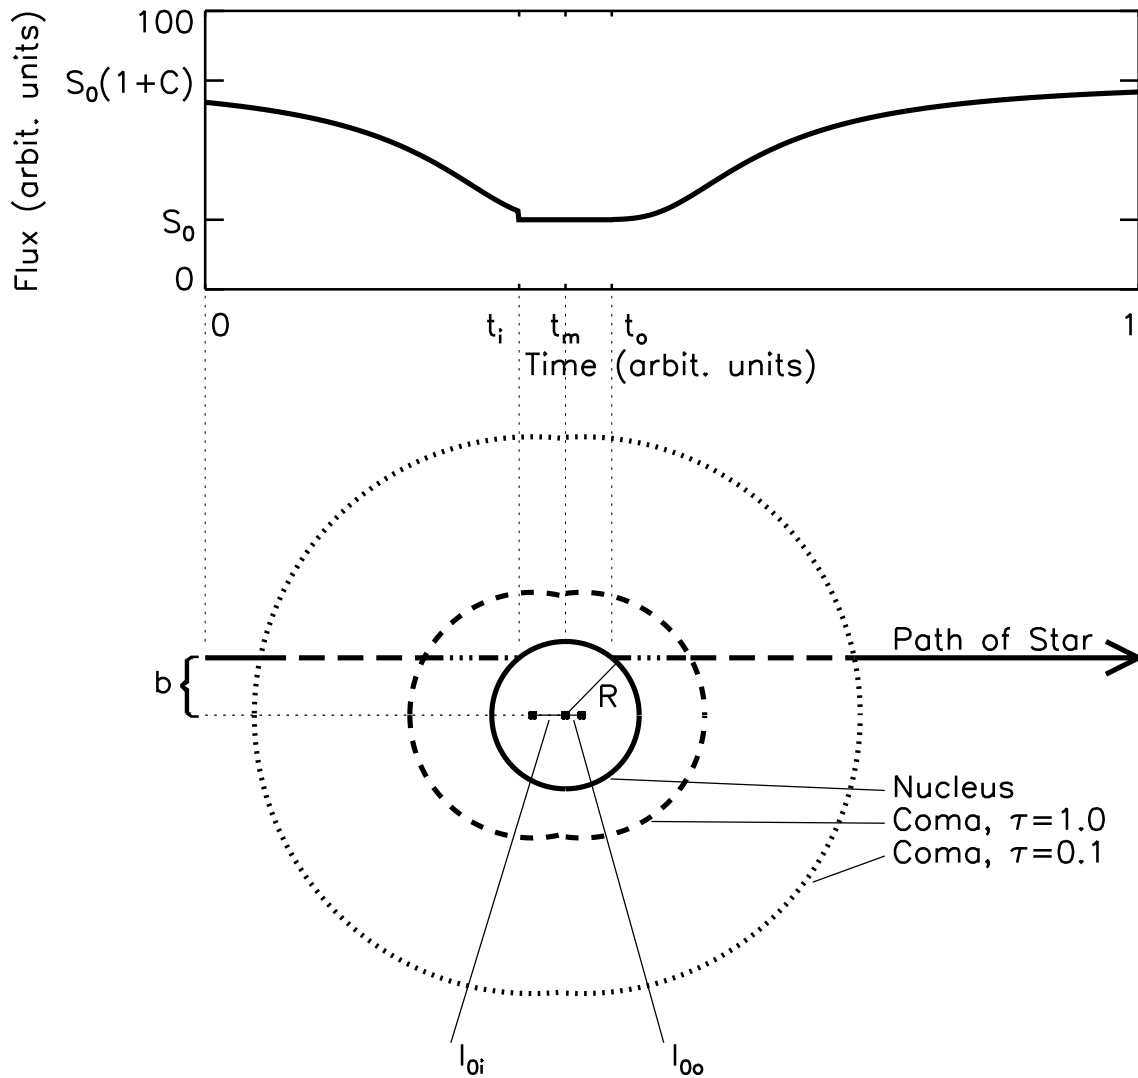 Flux (arbit. units)
100
S₀(1+C)
S₀
0
0
tᵢ
tₘ
tₒ
1
Time (arbit. units)
Path of Star
b
R
Nucleus
Coma, τ=1.0
Coma, τ=0.1
l₀ᵢ
l₀ₒ